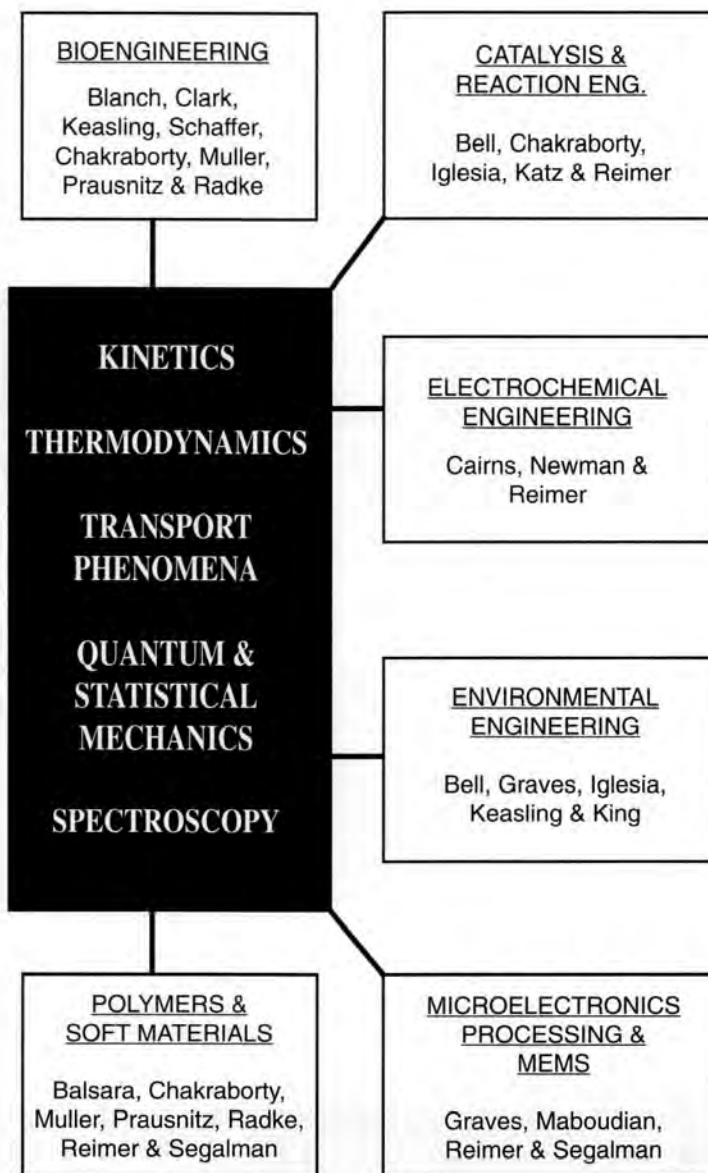 BIOENGINEERING
Blanch, Clark,
Keasling, Schaffer,
Chakraborty, Muller,
Prausnitz & Radke
CATALYSIS &
REACTION ENG.
Bell, Chakraborty,
Iglesia, Katz & Reimer
KINETICS
THERMODYNAMICS
TRANSPORT
PHENOMENA
QUANTUM &
STATISTICAL
MECHANICS
SPECTROSCOPY
ELECTROCHEMICAL
ENGINEERING
Cairns, Newman &
Reimer
ENVIRONMENTAL
ENGINEERING
Bell, Graves, Iglesia,
Keasling & King
POLYMERS &
SOFT MATERIALS
Balsara, Chakraborty,
Muller, Prausnitz, Radke,
Reimer & Segalman
MICROELECTRONICS
PROCESSING &
MEMS
Graves, Maboudian,
Reimer & Segalman